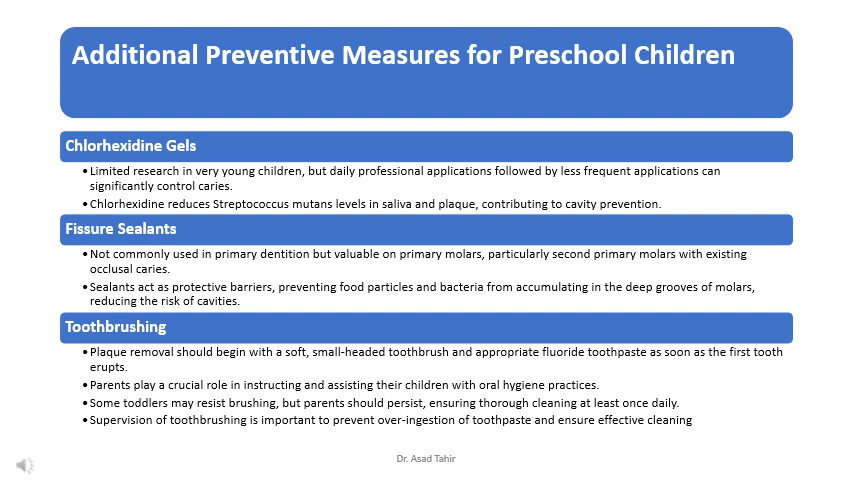 Additional Preventive Measures for Preschool Children
Chlorhexidine Gels
•Limited research in very young children, but daily professional applications followed by less frequent applications can
significantly control caries.
•Chlorhexidine reduces Streptococcus mutans levels in saliva and plaque, contributing to cavity prevention.
Fissure Sealants
•Not commonly used in primary dentition but valuable on primary molars, particularly second primary molars with existing
occlusal caries.
•Sealants act as protective barriers, preventing food particles and bacteria from accumulating in the deep grooves of molars,
reducing the risk of cavities.
Toothbrushing
•Plaque removal should begin with a soft, small-headed toothbrush and appropriate fluoride toothpaste as soon as the first tooth
erupts.
•Parents play a crucial role in instructing and assisting their children with oral hygiene practices.
•Some toddlers may resist brushing, but parents should persist, ensuring thorough cleaning at least once daily.
•Supervision of toothbrushing is important to prevent over-ingestion of toothpaste and ensure effective cleaning
Dr. Asad Tahir